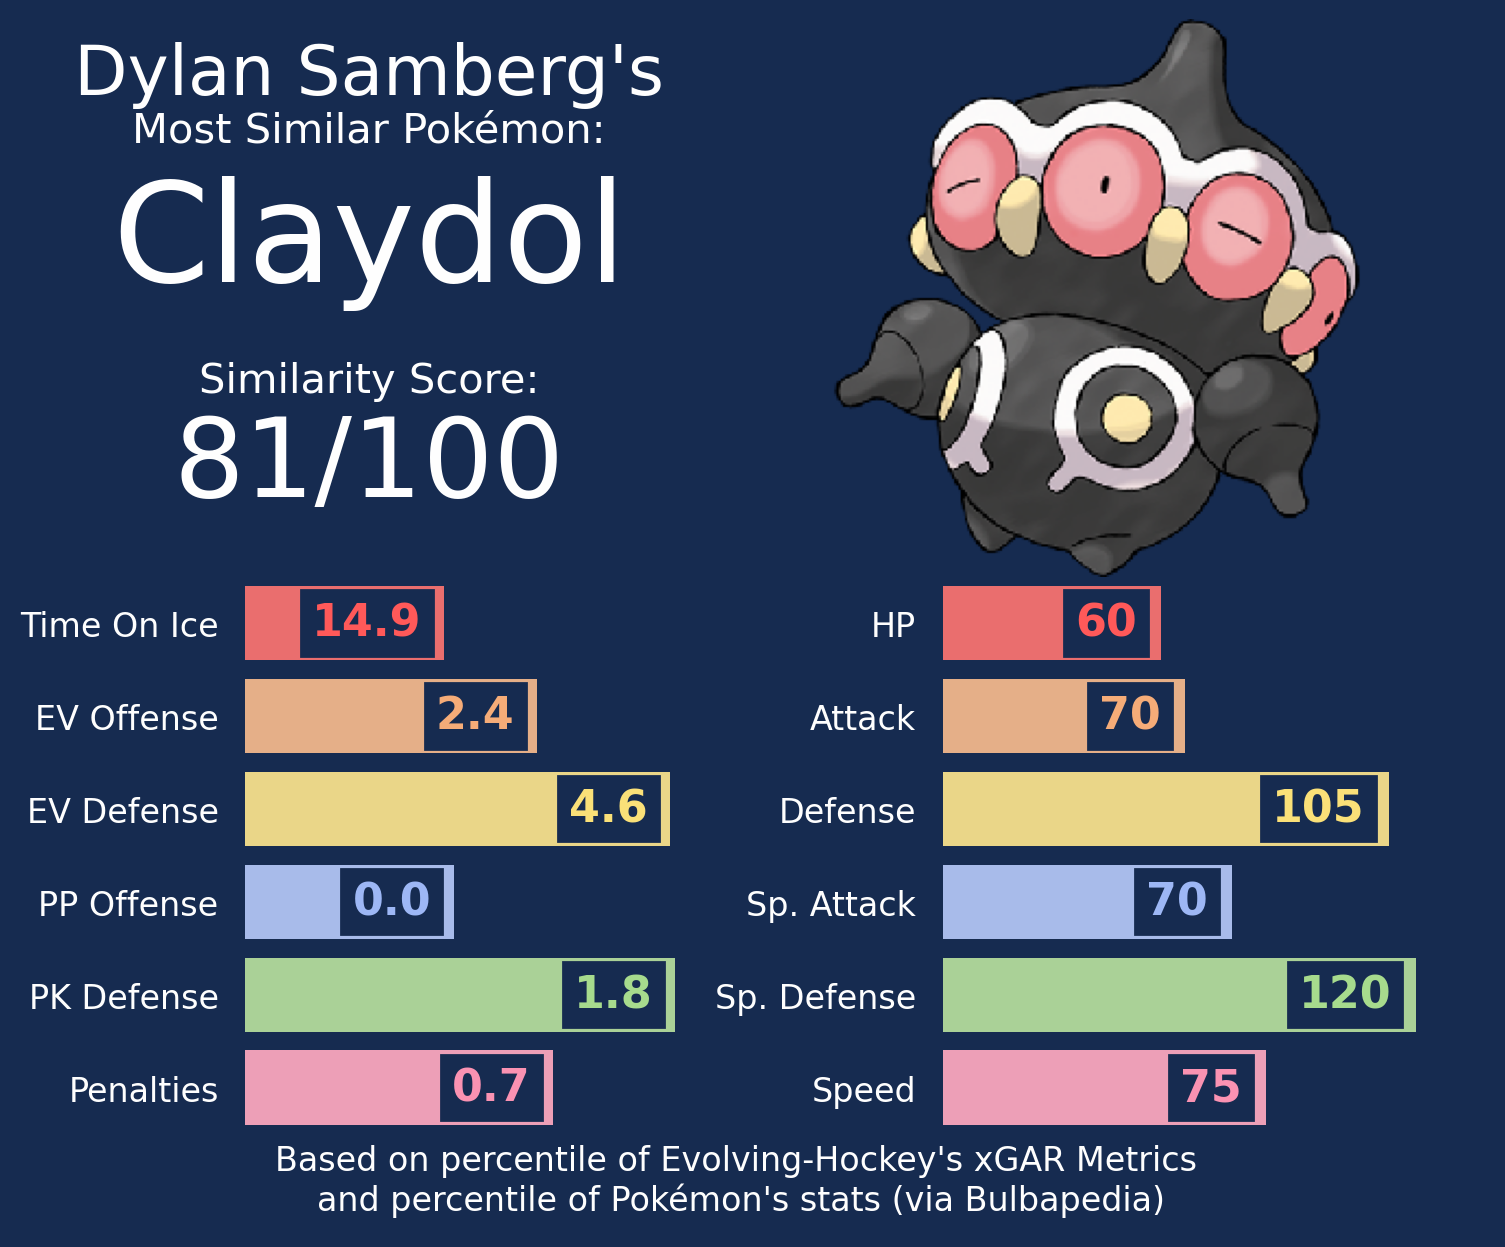 Dylan Samberg's
Most Similar Pokémon:
Claydol
Similarity Score:
81/100
Time On Ice 14.9
EV Offense 2.4
EV Defense 4.6
PP Offense 0.0
PK Defense 1.8
Penalties 0.7
HP 60
Attack 70
Defense 105
Sp. Attack 70
Sp. Defense 120
Speed 75
Based on percentile of Evolving-Hockey's xGAR Metrics
and percentile of Pokémon's stats (via Bulbapedia)